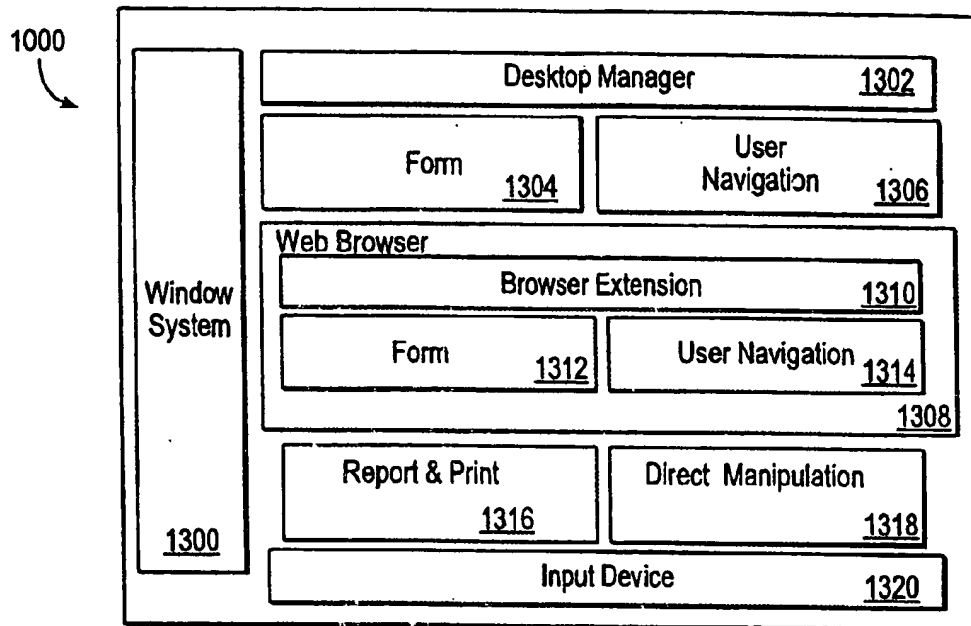 1000
Desktop Manager 1302
Form 1304
User
Navigation 1306
Web Browser
Browser Extension 1310
Form 1312
User Navigation 1314
1308
Window
System
1300
Report & Print
1316
Direct Manipulation
1318
Input Device 1320